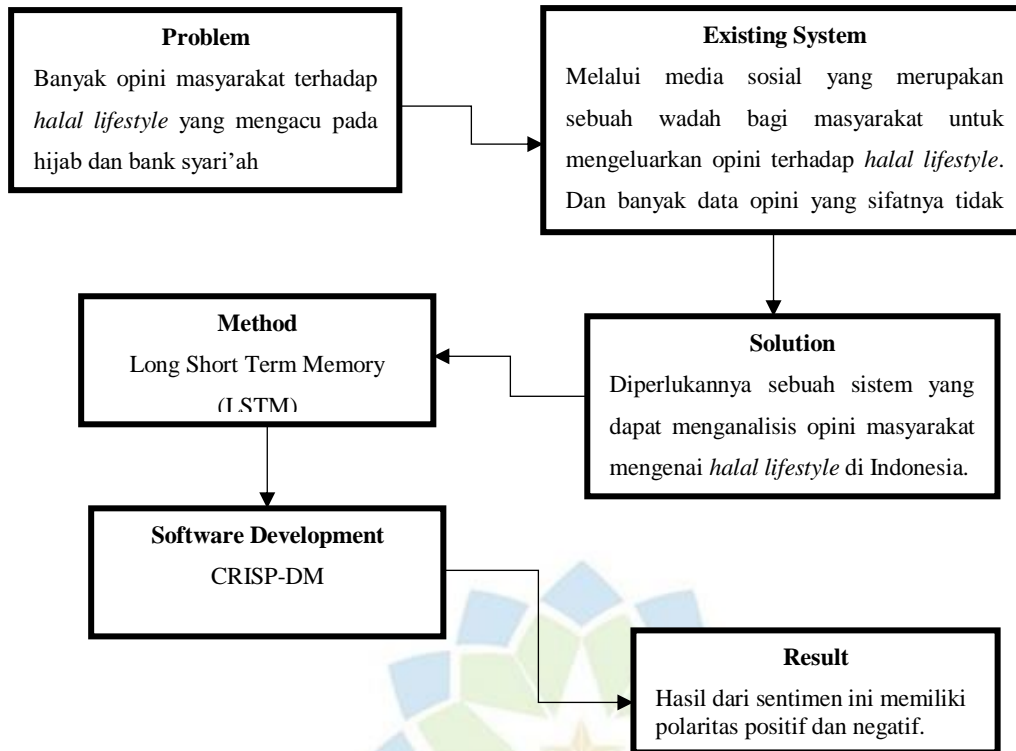 Problem
Banyak opini masyarakat terhadap
halal lifestyle yang mengacu pada
hijab dan bank syari’ah
Existing System
Melalui media sosial yang merupakan
sebuah wadah bagi masyarakat untuk
mengeluarkan opini terhadap halal lifestyle.
Dan banyak data opini yang sifatnya tidak
Method
Long Short Term Memory
(LSTM)
Solution
Diperlukannya sebuah sistem yang
dapat menganalisis opini masyarakat
mengenai halal lifestyle di Indonesia.
Software Development
CRISP-DM
Result
Hasil dari sentimen ini memiliki
polaritas positif dan negatif.